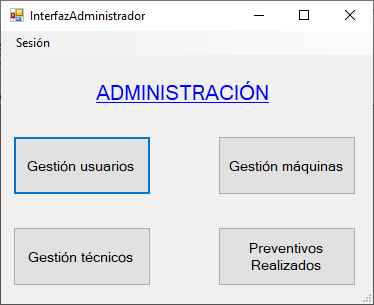 InterfazAdministrador
Sesión
ADMINISTRACIÓN
Gestión usuarios
Gestión máquinas
Gestión técnicos
Preventivos
Realizados